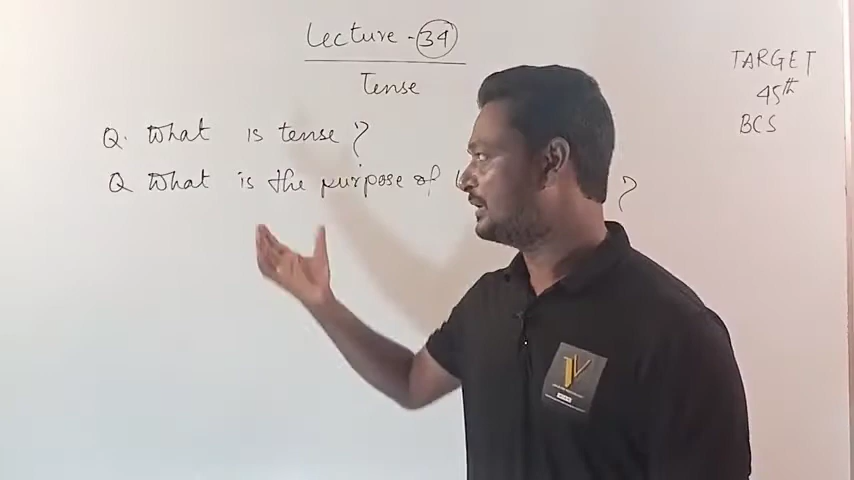 Lecture - 34
Tense
Q. What is tense?
Q What is the purpose of ?
TARGET
45th
BCS